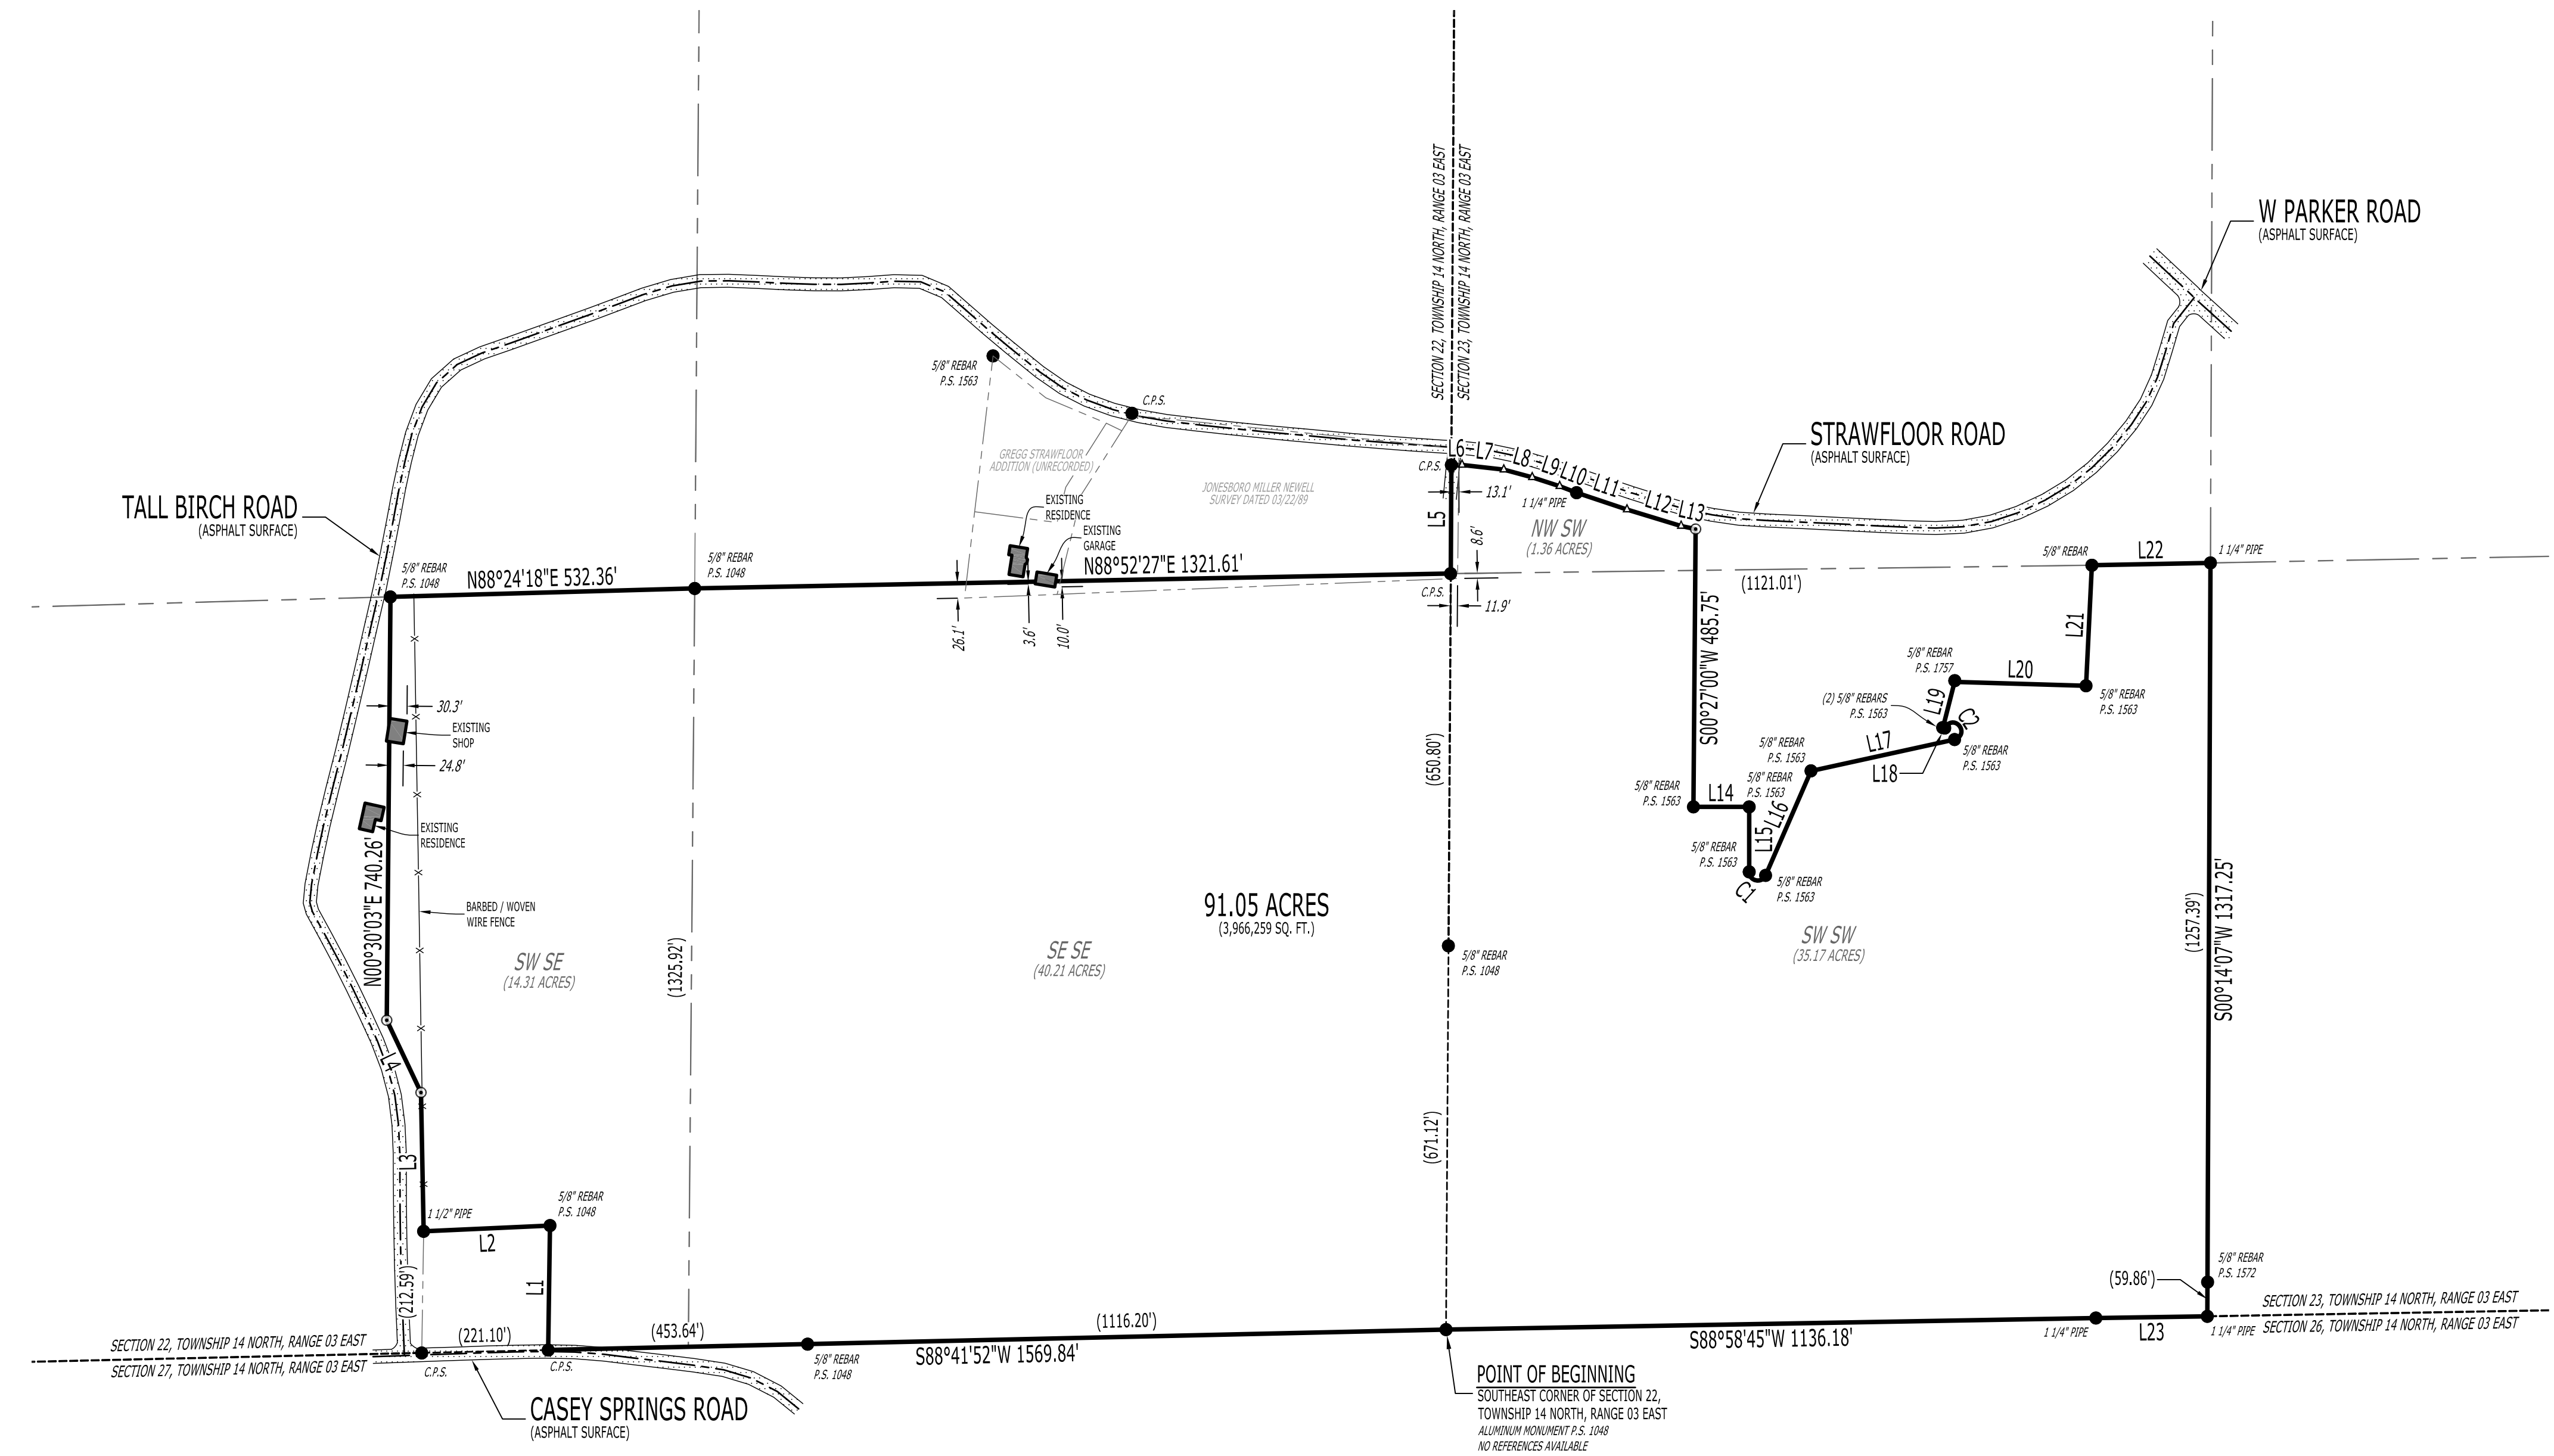 W PARKER ROAD
(ASPHALT SURFACE)
SECTION 22, TOWNSHIP 14 NORTH, RANGE 03 EAST
SECTION 23, TOWNSHIP 14 NORTH, RANGE 03 EAST
5/8" REBAR
P.S. 1563
C.P.S.
GREGG STRAWFLOOR
ADDITION (UNRECORDED)
JONESBORO MILLER NEWELL
SURVEY DATED 03/22/89
STRAWFLOOR ROAD
(ASPHALT SURFACE)
L6
L7
L8
L9
L10
L11
L12
L13
C.P.S.
13.1'
1 1/4" PIPE
L5
8.6'
NW SW
(1.36 ACRES)
TALL BIRCH ROAD
(ASPHALT SURFACE)
EXISTING
RESIDENCE
EXISTING
GARAGE
5/8" REBAR
P.S. 1048
N88°24'18"E 532.36'
5/8" REBAR
P.S. 1048
N88°52'27"E 1321.61'
C.P.S.
11.9'
26.1'
3.6'
10.0'
(1121.01')
5/8" REBAR
L22
1 1/4" PIPE
L21
S00°27'00"W 485.75'
5/8" REBAR
P.S. 1757
L20
(2) 5/8" REBARS
P.S. 1563
L19
C2
5/8" REBAR
P.S. 1563
30.3'
EXISTING
SHOP
24.8'
(650.80')
5/8" REBAR
P.S. 1563
L17
L18
5/8" REBAR
P.S. 1563
5/8" REBAR
P.S. 1563
L14
5/8" REBAR
P.S. 1563
L16
L15
EXISTING
RESIDENCE
N00°30'03"E 740.26'
5/8" REBAR
P.S. 1563
C1
5/8" REBAR
P.S. 1563
BARBED / WOVEN
WIRE FENCE
91.05 ACRES
(3,966,259 SQ. FT.)
(1257.39')
S00°14'07"W 1317.25'
SW SE
(14.31 ACRES)
(1325.92')
SE SE
(40.21 ACRES)
5/8" REBAR
P.S. 1048
SW SW
(35.17 ACRES)
L4
L3
(671.12')
1 1/2" PIPE
5/8" REBAR
P.S. 1048
L2
L1
(212.59')
(221.10')
(453.64')
(1116.20')
5/8" REBAR
P.S. 1572
(59.86')
SECTION 22, TOWNSHIP 14 NORTH, RANGE 03 EAST
SECTION 27, TOWNSHIP 14 NORTH, RANGE 03 EAST
C.P.S.
C.P.S.
5/8" REBAR
P.S. 1048
S88°41'52"W 1569.84'
S88°58'45"W 1136.18'
1 1/4" PIPE
L23
1 1/4" PIPE
SECTION 23, TOWNSHIP 14 NORTH, RANGE 03 EAST
SECTION 26, TOWNSHIP 14 NORTH, RANGE 03 EAST
CASEY SPRINGS ROAD
(ASPHALT SURFACE)
POINT OF BEGINNING
SOUTHEAST CORNER OF SECTION 22,
TOWNSHIP 14 NORTH, RANGE 03 EAST
ALUMINUM MONUMENT P.S. 1048
NO REFERENCES AVAILABLE